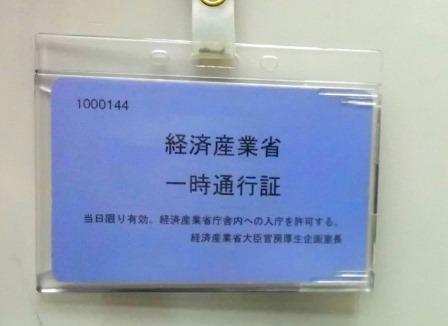 1000144
経済産業省
一時通行証
当日限り有効。経済産業省庁舎内への入庁を許可する。
経済産業省大臣官房厚生企画室長